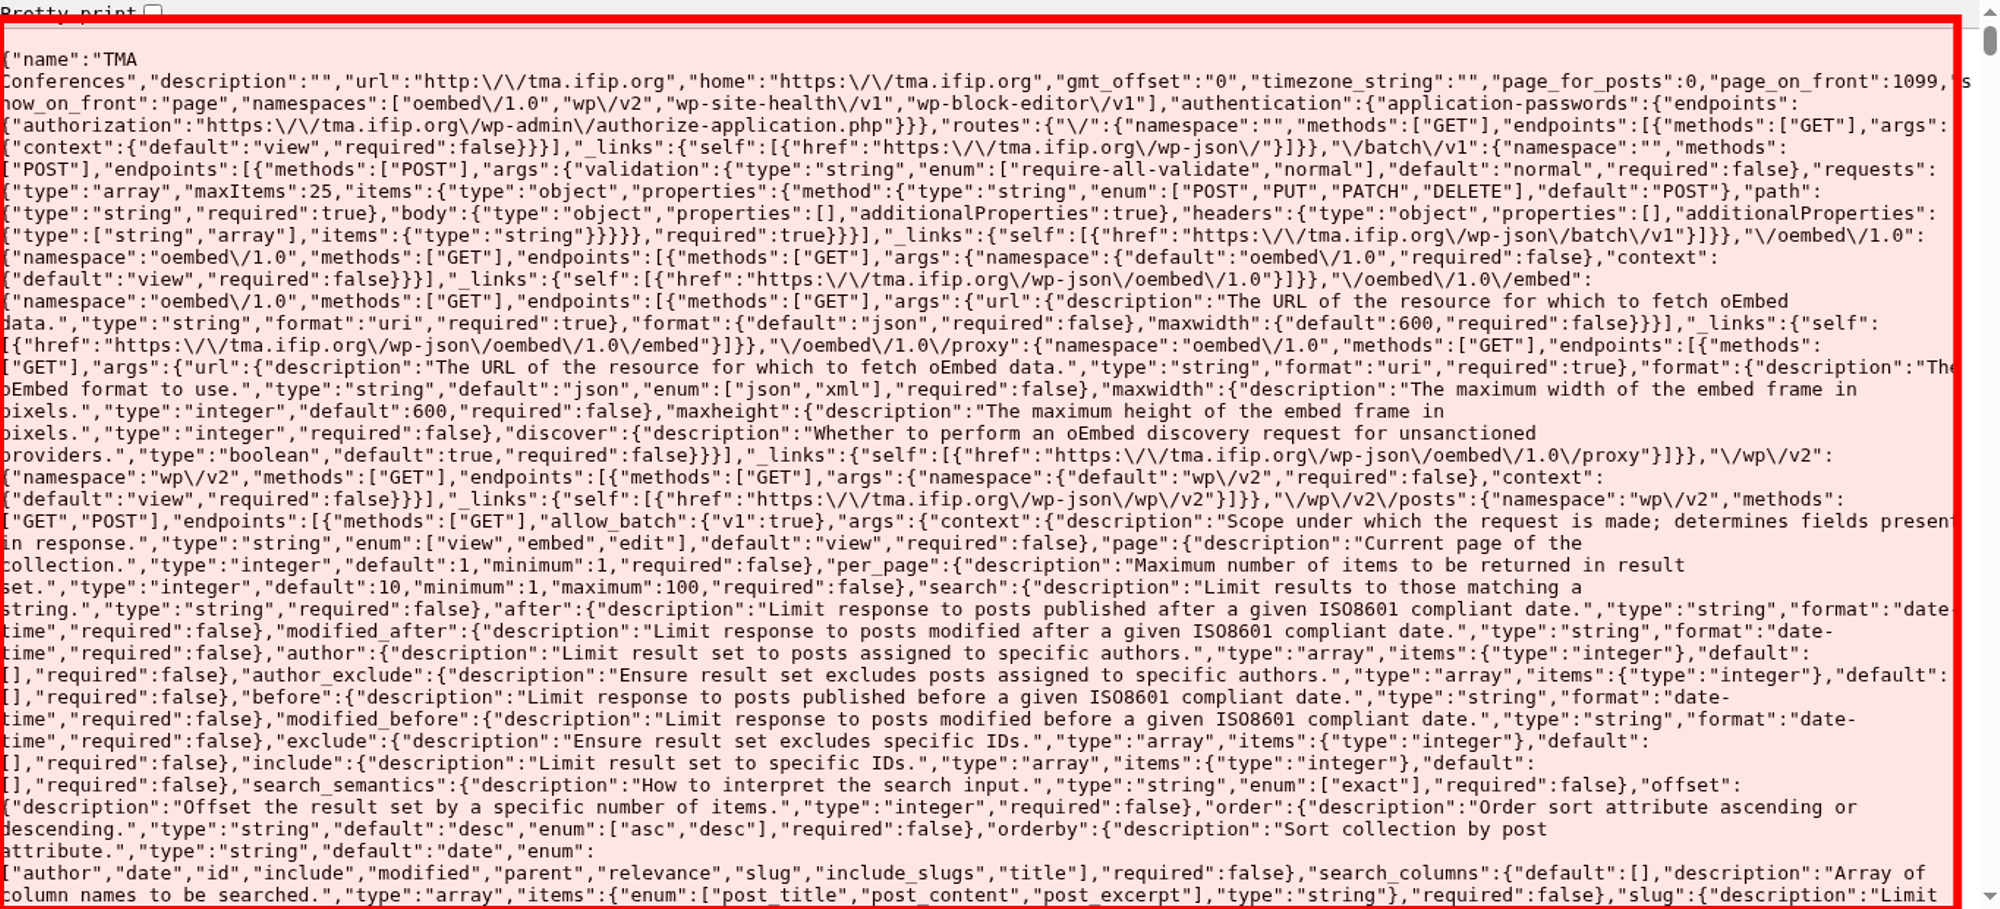 Pretty-print
{"name":"TMA
Conferences","description":"","url":"http:\/\/tma.ifip.org","home":"https:\/\/tma.ifip.org","gmt_offset":"0","timezone_string":"","page_for_posts":0,"page_on_front":1099,"s
how_on_front":"page","namespaces":["oembed\/1.0","wp\/v2","wp-site-health\/v1","wp-block-editor\/v1"],"authentication":{"application-passwords":{"endpoints":
{"authorization":"https:\/\/tma.ifip.org\/wp-admin\/authorize-application.php"}}},"routes":{"\/":{"namespace":"","methods":["GET"],"endpoints":[{"methods":["GET"],"args":
{"context":{"default":"view","required":false}}}],"_links":{"self":[{"href":"https:\/\/tma.ifip.org\/wp-json\/"}]}},"\/batch\/v1":{"namespace":"","methods":
["POST"],"endpoints":[{"methods":["POST"],"args":{"validation":{"type":"string","enum":["require-all-validate","normal"],"default":"normal","required":false},"requests":
{"type":"array","maxItems":25,"items":{"type":"object","properties":{"method":{"type":"string","enum":["POST","PUT","PATCH","DELETE"],"default":"POST"},"path":
{"type":"string","required":true},"body":{"type":"object","properties":[],"additionalProperties":true},"headers":{"type":"object","properties":[],"additionalProperties":
{"type":["string","array"],"items":{"type":"string"}}}}},"required":true}}}],"_links":{"self":[{"href":"https:\/\/tma.ifip.org\/wp-json\/batch\/v1"}]}},"\/oembed\/1.0":
{"namespace":"oembed\/1.0","methods":["GET"],"endpoints":[{"methods":["GET"],"args":{"namespace":{"default":"oembed\/1.0","required":false},"context":
{"default":"view","required":false}}}],"_links":{"self":[{"href":"https:\/\/tma.ifip.org\/wp-json\/oembed\/1.0"}]}},"\/oembed\/1.0\/embed":
{"namespace":"oembed\/1.0","methods":["GET"],"endpoints":[{"methods":["GET"],"args":{"url":{"description":"The URL of the resource for which to fetch oEmbed
data.","type":"string","format":"uri","required":true},"format":{"default":"json","required":false},"maxwidth":{"default":600,"required":false}}}],"_links":{"self":
[{"href":"https:\/\/tma.ifip.org\/wp-json\/oembed\/1.0\/embed"}]}},"\/oembed\/1.0\/proxy":{"namespace":"oembed\/1.0","methods":["GET"],"endpoints":[{"methods":
["GET"],"args":{"url":{"description":"The URL of the resource for which to fetch oEmbed data.","type":"string","format":"uri","required":true},"format":{"description":"The
oEmbed format to use.","type":"string","default":"json","enum":["json","xml"],"required":false},"maxwidth":{"description":"The maximum width of the embed frame in
pixels.","type":"integer","default":600,"required":false},"maxheight":{"description":"The maximum height of the embed frame in
pixels.","type":"integer","required":false},"discover":{"description":"Whether to perform an oEmbed discovery request for unsanctioned
providers.","type":"boolean","default":true,"required":false}}}],"_links":{"self":[{"href":"https:\/\/tma.ifip.org\/wp-json\/oembed\/1.0\/proxy"}]}},"\/wp\/v2":
{"namespace":"wp\/v2","methods":["GET"],"endpoints":[{"methods":["GET"],"args":{"namespace":{"default":"wp\/v2","required":false},"context":
{"default":"view","required":false}}}],"_links":{"self":[{"href":"https:\/\/tma.ifip.org\/wp-json\/wp\/v2"}]}},"\/wp\/v2\/posts":{"namespace":"wp\/v2","methods":
["GET","POST"],"endpoints":[{"methods":["GET"],"allow_batch":{"v1":true},"args":{"context":{"description":"Scope under which the request is made; determines fields present
in response.","type":"string","enum":["view","embed","edit"],"default":"view","required":false},"page":{"description":"Current page of the
collection.","type":"integer","default":1,"minimum":1,"required":false},"per_page":{"description":"Maximum number of items to be returned in result
set.","type":"integer","default":10,"minimum":1,"maximum":100,"required":false},"search":{"description":"Limit results to those matching a
string.","type":"string","required":false},"after":{"description":"Limit response to posts published after a given ISO8601 compliant date.","type":"string","format":"date-
time","required":false},"modified_after":{"description":"Limit response to posts modified after a given ISO8601 compliant date.","type":"string","format":"date-
time","required":false},"author":{"description":"Limit result set to posts assigned to specific authors.","type":"array","items":{"type":"integer"},"default":
[],"required":false},"author_exclude":{"description":"Ensure result set excludes posts assigned to specific authors.","type":"array","items":{"type":"integer"},"default":
[],"required":false},"before":{"description":"Limit response to posts published before a given ISO8601 compliant date.","type":"string","format":"date-
time","required":false},"modified_before":{"description":"Limit response to posts modified before a given ISO8601 compliant date.","type":"string","format":"date-
time","required":false},"exclude":{"description":"Ensure result set excludes specific IDs.","type":"array","items":{"type":"integer"},"default":
[],"required":false},"include":{"description":"Limit result set to specific IDs.","type":"array","items":{"type":"integer"},"default":
[],"required":false},"search_semantics":{"description":"How to interpret the search input.","type":"string","enum":["exact"],"required":false},"offset":
{"description":"Offset the result set by a specific number of items.","type":"integer","required":false},"order":{"description":"Order sort attribute ascending or
descending.","type":"string","default":"desc","enum":["asc","desc"],"required":false},"orderby":{"description":"Sort collection by post
attribute.","type":"string","default":"date","enum":
["author","date","id","include","modified","parent","relevance","slug","include_slugs","title"],"required":false},"search_columns":{"default":[],"description":"Array of
column names to be searched.","type":"array","items":{"enum":["post_title","post_content","post_excerpt"],"type":"string"},"required":false},"slug":{"description":"Limit